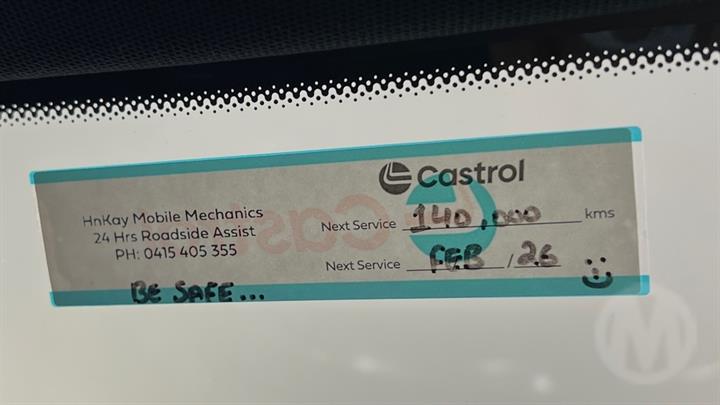 Castrol
HnKay Mobile Mechanics
24 Hrs Roadside Assist
PH: 0415 405 355
Next Service 140,000 kms
Next Service FEB / 26
BE SAFE...
M